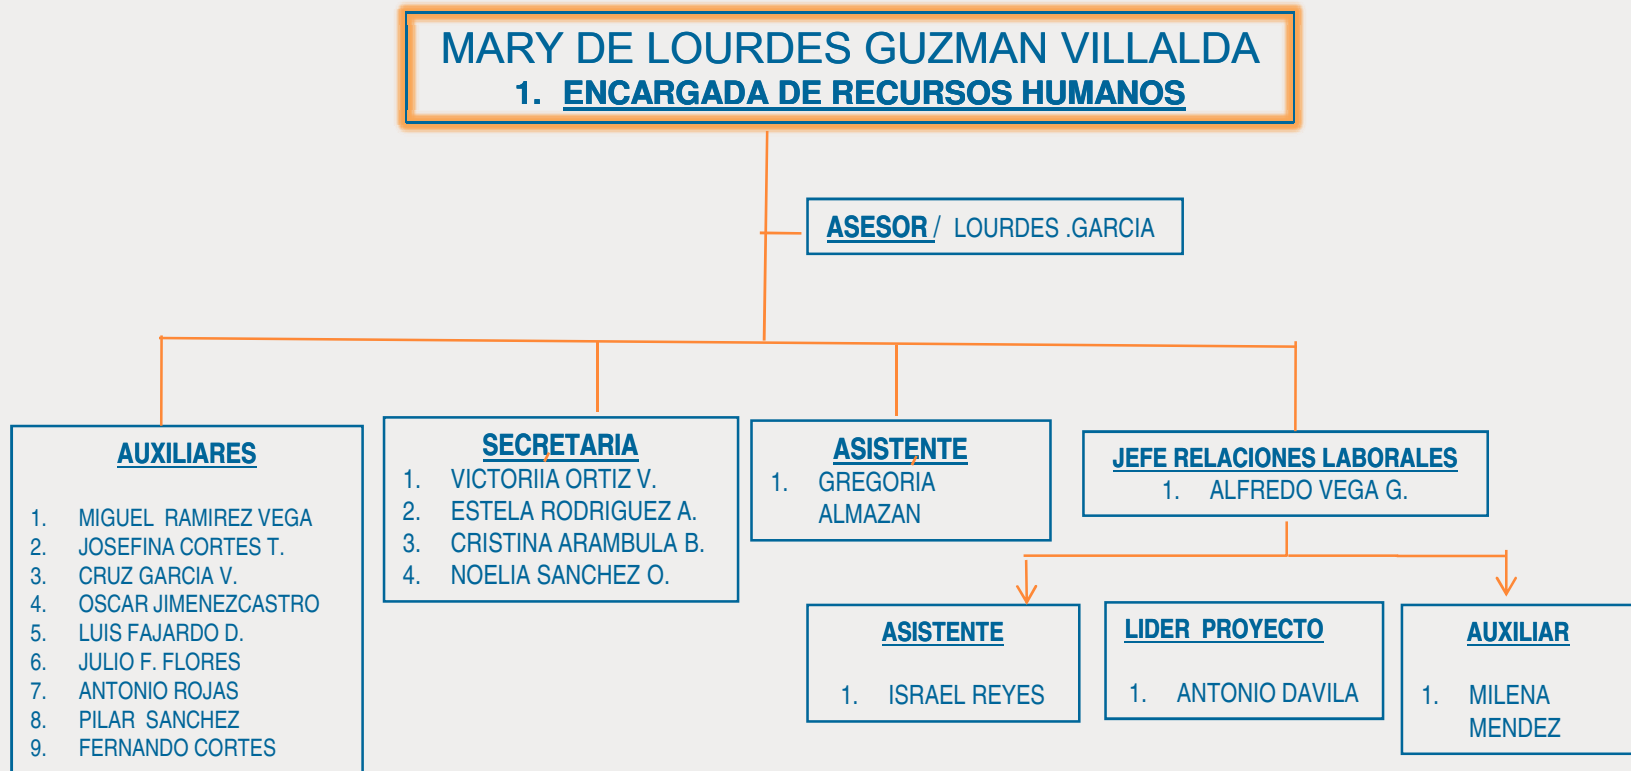 MARY DE LOURDES GUZMAN VILLALDA
1. ENCARGADA DE RECURSOS HUMANOS
ASESOR / LOURDES .GARCIA
AUXILIARES
1. MIGUEL RAMIREZ VEGA
2. JOSEFINA CORTES T.
3. CRUZ GARCIA V.
4. OSCAR JIMENEZCASTRO
5. LUIS FAJARDO D.
6. JULIO F. FLORES
7. ANTONIO ROJAS
8. PILAR SANCHEZ
9. FERNANDO CORTES
SECRETARIA
1. VICTORIIA ORTIZ V.
2. ESTELA RODRIGUEZ A.
3. CRISTINA ARAMBULA B.
4. NOELIA SANCHEZ O.
ASISTENTE
1. GREGORIA
ALMAZAN
JEFE RELACIONES LABORALES
1. ALFREDO VEGA G.
ASISTENTE
1. ISRAEL REYES
LIDER PROYECTO
1. ANTONIO DAVILA
AUXILIAR
1. MILENA
MENDEZ